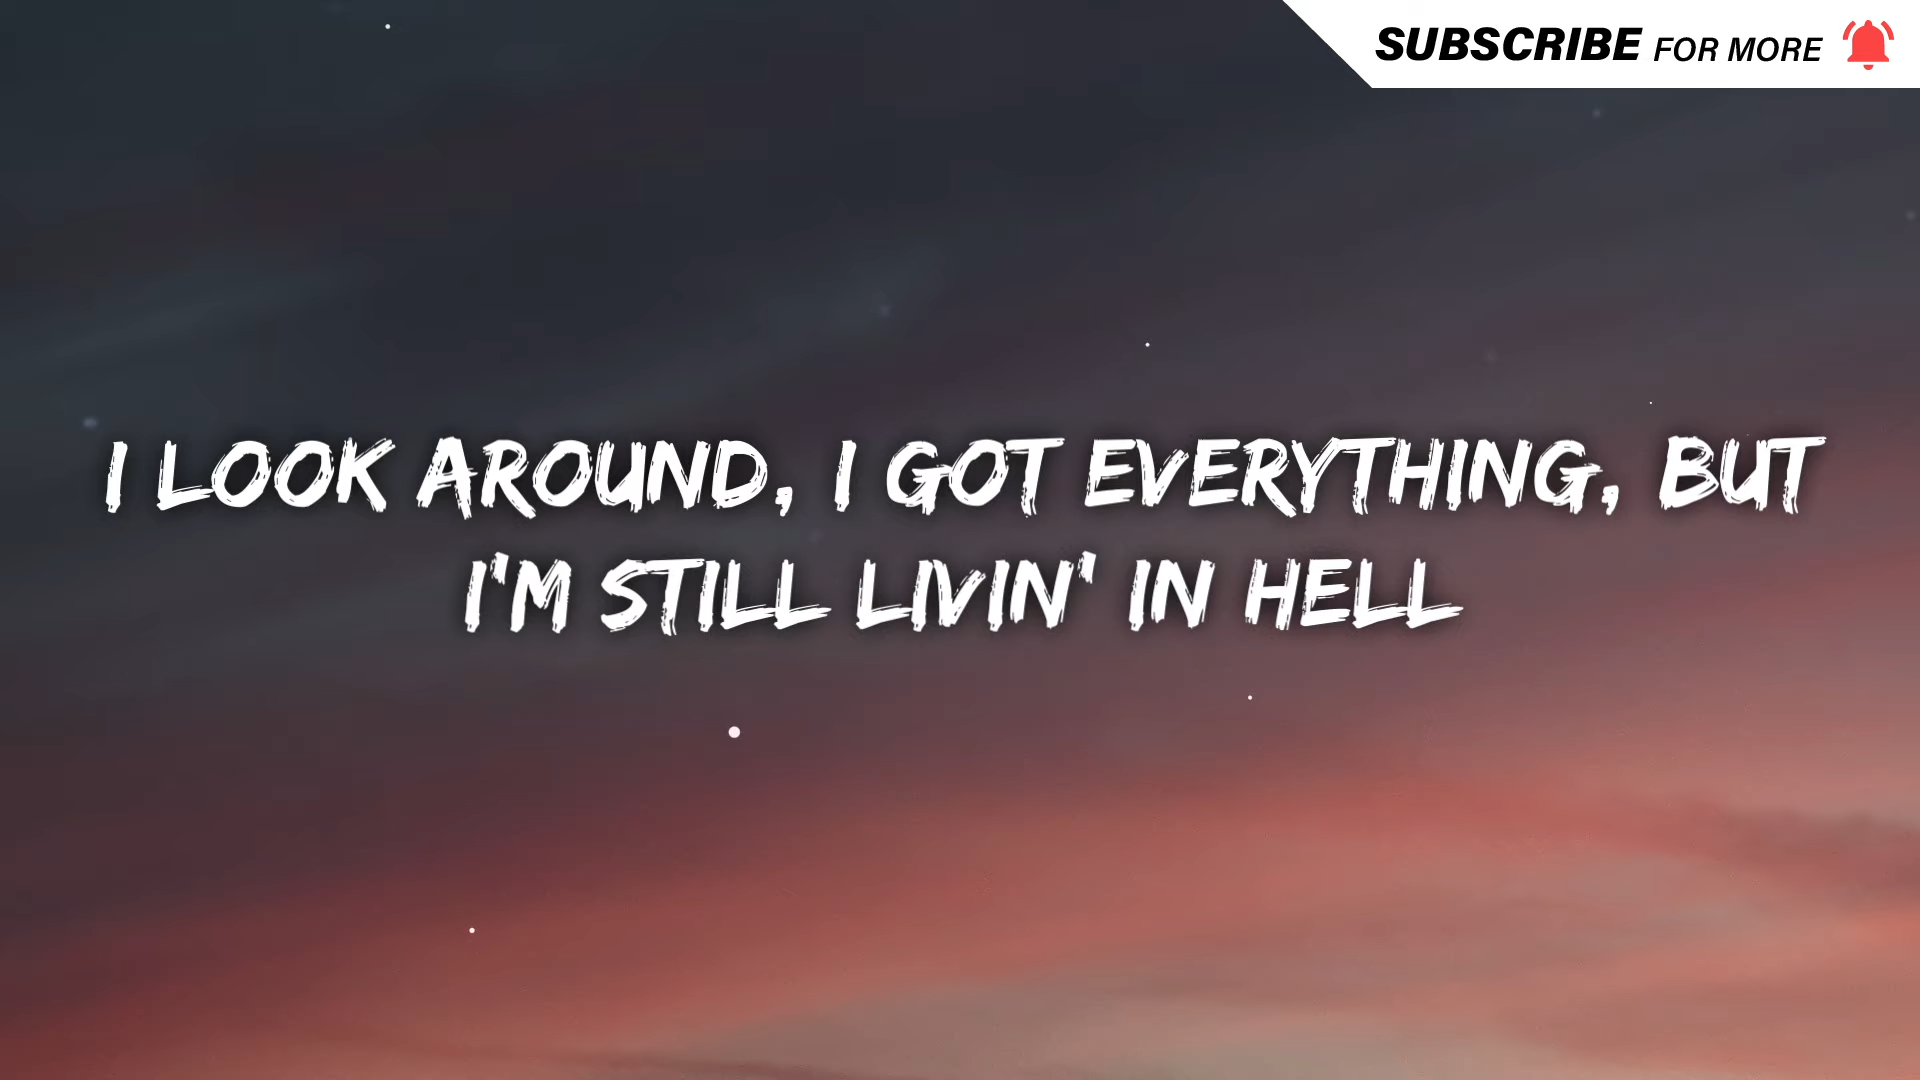 SUBSCRIBE FOR MORE
I LOOK AROUND, I GOT EVERYTHING, BUT
I'M STILL LIVIN' IN HELL